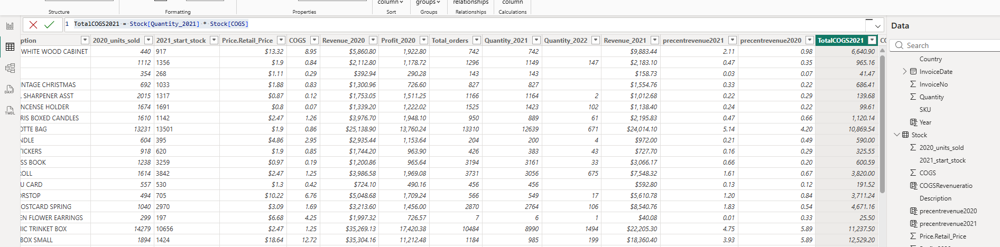 column groups relationships column
Structure Formatting Properties Sort Groups Relationships Calculations
1 TotalCOGS2021 = Stock[Quantity_2021] * Stock[COGS]
Data
ption 2020_units_sold 2021_start_stock Price.Retail_Price COGS Revenue_2020 Profit_2020 Total_orders Quantity_2021 Quantity_2022 Revenue_2021 precentrevenue2021 precentrevenue2020 TotalCOGS2021
WHITE WOOD CABINET 440 917 $13.32 8.95 $5,860.80 1,922.80 742 742 $9,883.44 2.11 0.98 6,640.90
1112 1356 $1.9 0.84 $2,112.80 1,178.72 1296 1149 147 $2,183.10 0.47 0.35 965.16
354 268 $1.11 0.29 $392.94 290.28 143 143 $158.73 0.03 0.07 41.47
INTAGE CHRISTMAS 692 1033 $1.88 0.83 $1,300.96 726.60 827 827 $1,554.76 0.33 0.22 686.41
SHARPENER ASST 2015 1317 $0.87 0.12 $1,753.05 1,511.25 1166 1164 2 $1,012.68 0.22 0.29 139.68
INCENSE HOLDER 1674 1691 $0.8 0.07 $1,339.20 1,222.02 1525 1423 102 $1,138.40 0.24 0.22 99.61
RIS BOXED CANDLES 1610 1142 $2.47 1.26 $3,976.70 1,948.10 950 889 61 $2,195.83 0.47 0.66 1,120.14
OTTE BAG 13231 13501 $1.9 0.86 $25,138.90 13,760.24 13310 12639 671 $24,014.10 5.14 4.20 10,869.54
NDLE 604 395 $4.86 2.95 $2,935.44 1,153.64 204 200 4 $972.00 0.21 0.49 590.00
TICKERS 918 620 $1.9 0.85 $1,744.20 963.90 426 383 43 $727.70 0.16 0.29 325.55
SS BOOK 1238 3259 $0.97 0.19 $1,200.86 965.64 3194 3161 33 $3,066.17 0.66 0.20 600.59
ROLL 1614 3842 $2.47 1.25 $3,986.58 1,969.08 3731 3056 675 $7,548.32 1.61 0.67 3,820.00
U CARD 557 530 $1.3 0.42 $724.10 490.16 456 456 $592.80 0.13 0.12 191.52
ORSTOP 494 705 $10.22 6.76 $5,048.68 1,709.24 566 549 17 $5,610.78 1.20 0.84 3,711.24
OSTCARD SPRING 1040 2970 $3.09 1.69 $3,213.60 1,456.00 2870 2764 106 $8,540.76 1.83 0.54 4,671.16
EN FLOWER EARRINGS 299 197 $6.68 4.25 $1,997.32 726.57 7 6 1 $40.08 0.01 0.33 25.50
MIC TRINKET BOX 14279 10656 $2.47 1.25 $35,269.13 17,420.38 10484 8990 1494 $22,205.30 4.75 5.89 11,237.50
BOX SMALL 1894 1424 $18.64 12.72 $35,304.16 11,212.48 1184 985 199 $18,360.40 3.93 5.89 12,529.20
DAX
TMDL
Search
Country
InvoiceDate
InvoiceNo
Quantity
SKU
Year
Stock
2020_units_sold
2021_start_stock
COGS
COGSRevenueratio
Description
precentrevenue2020
precentrevenue2021
Price.Retail_Price